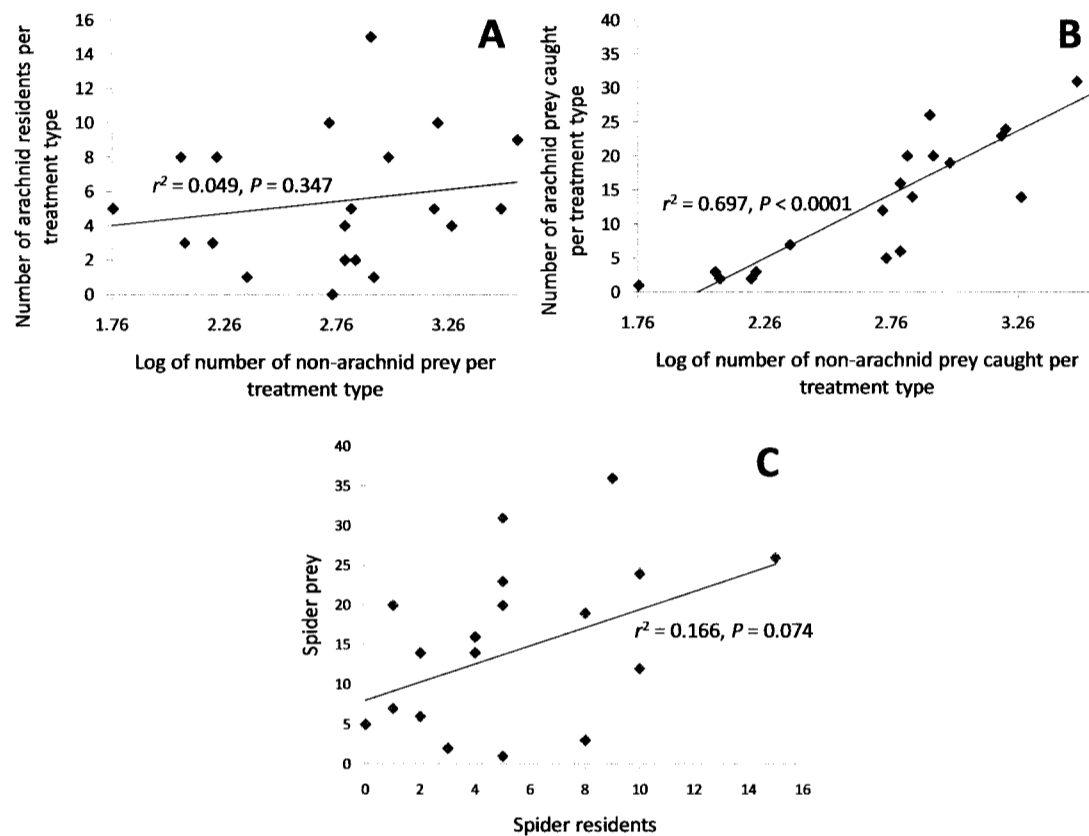 A
Number of arachnid residents per
treatment type
16
14
12
10
8
6
4
2
0
r² = 0.049, P = 0.347
1.76
2.26
2.76
3.26
Log of number of non-arachnid prey per
treatment type
B
Number of arachnid prey caught
per treatment type
40
35
30
25
20
15
10
5
0
r² = 0.697, P < 0.0001
1.76
2.26
2.76
3.26
Log of number of non-arachnid prey caught per
treatment type
C
Spider prey
40
35
30
25
20
15
10
5
0
r² = 0.166, P = 0.074
0
2
4
6
8
10
12
14
16
Spider residents